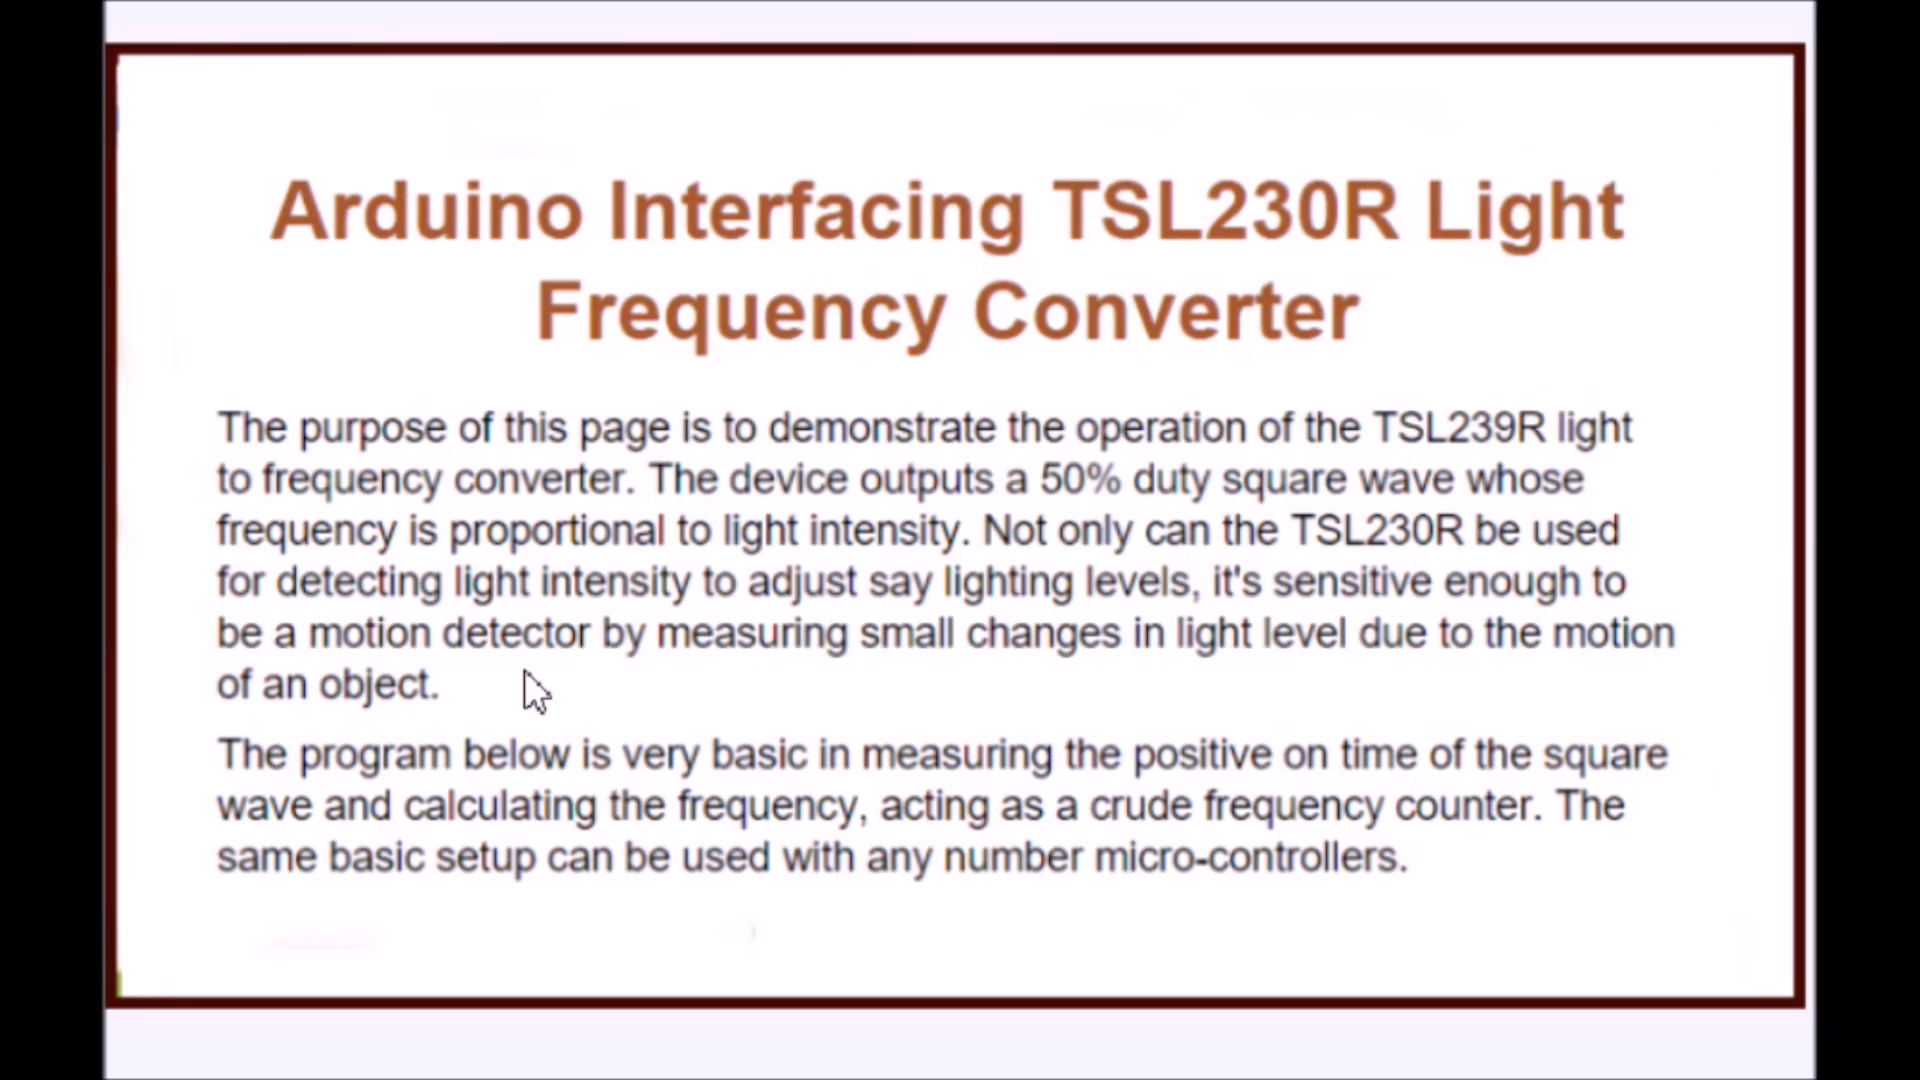 Arduino Interfacing TSL230R Light
Frequency Converter
The purpose of this page is to demonstrate the operation of the TSL239R light
to frequency converter. The device outputs a 50% duty square wave whose
frequency is proportional to light intensity. Not only can the TSL230R be used
for detecting light intensity to adjust say lighting levels, it's sensitive enough to
be a motion detector by measuring small changes in light level due to the motion
of an object.
The program below is very basic in measuring the positive on time of the square
wave and calculating the frequency, acting as a crude frequency counter. The
same basic setup can be used with any number micro-controllers.